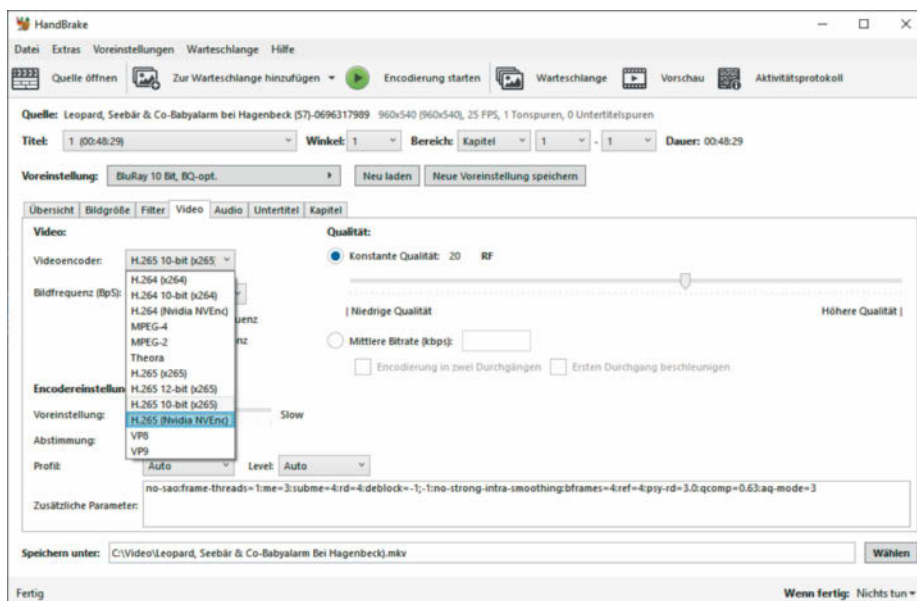 HandBrake
Datei Extras Voreinstellungen Warteschlange Hilfe
Quelle öffnen Zur Warteschlange hinzufügen Encodierung starten Warteschlange Vorschau Aktivitätsprotokoll
Quelle: Leopard, Seebär & Co-Babyalarm bei Hagenbeck (57)-0696317989 960x540 (960x540), 25 FPS, 1 Tonspuren, 0 Untertitelspuren
Titel: 1 (00:48:29) Winkel: 1 Bereich: Kapitel 1 - 1 Dauer: 00:48:29
Voreinstellung: BluRay 10 Bit, BQ-opt. Neu laden Neue Voreinstellung speichern
Übersicht Bildgröße Filter Video Audio Untertitel Kapitel
Video: Qualität:
Videoencoder: H.265 10-bit (x265 Konstante Qualität: 20 RF
H.264 (x264)
Bildfrequenz (BpS): H.264 10-bit (x264)
H.264 (Nvidia NVEnc) | Niedrige Qualität Höhere Qualität |
uenz
MPEG-4
MPEG-2 nz Mittlere Bitrate (kbps):
Theora
H.265 (x265) Encodierung in zwei Durchgängen Ersten Durchgang beschleunigen
Encodereinstellun H.265 12-bit (x265)
H.265 10-bit (x265)
Voreinstellung: H.265 (Nvidia NVEnc) Slow
Abstimmung: VP8
VP9
Profil: Auto Level: Auto
Zusätzliche Parameter: no-sao:frame-threads=1:me=3:subme=4:rd=4:deblock=-1;-1:no-strong-intra-smoothing:bframes=4:ref=4:psy-rd=3.0:qcomp=0.63:aq-mode=3
Speichern unter: C:\Video\Leopard, Seebär & Co-Babyalarm Bei Hagenbeck).mkv Wählen
Fertig Wenn fertig: Nichts tun